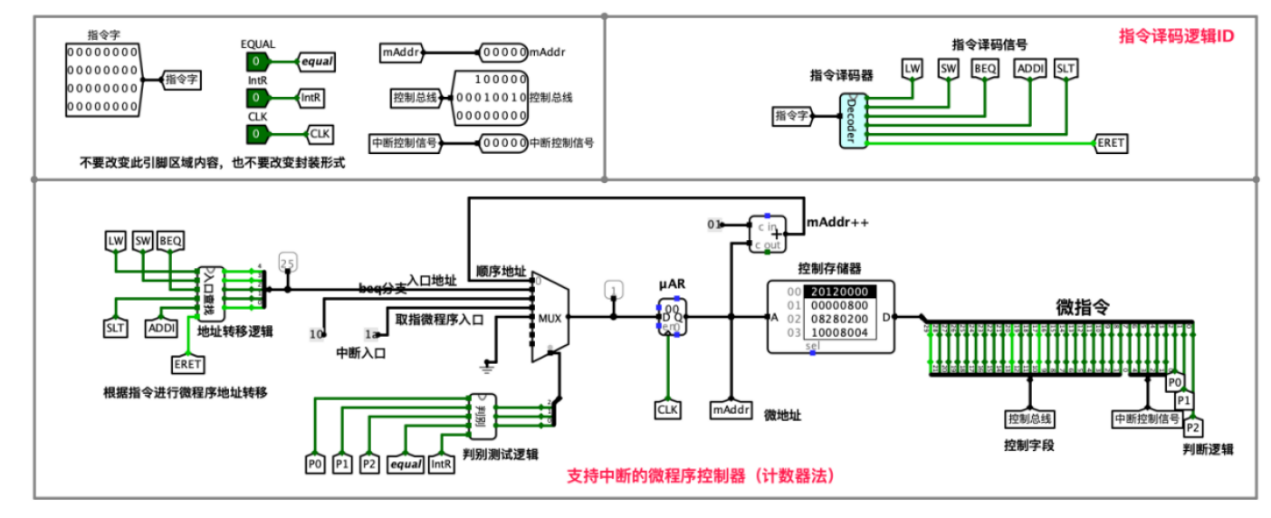 指令字
00000000
00000000
00000000
00000000
指令字
EQUAL
0
equal
IntR
0
IntR
CLK
0
CLK
mAddr
00000
mAddr
控制总线
100000
00010010
00000000
控制总线
中断控制信号
00000
中断控制信号
不要改变此引脚区域内容，也不要改变封装形式
指令译码逻辑ID
指令译码信号
指令译码器
LW
SW
BEQ
ADDI
SLT
指令字
Decoder
ERET
LW
SW
BEQ
入口查找
SLT
ADDI
地址转移逻辑
ERET
根据指令进行微程序地址转移
25
入口地址
beq分支
取指微程序入口
10
1a
中断入口
顺序地址
0
MUX
1
μAR
00
D Q
en0
CLK
01
c in
+
c out
mAddr++
mAddr
微地址
控制存储器
00 20120000
01 00000800
02 08280200
03 10008004
A
D
sel
微指令
控制总线
控制字段
中断控制信号
P0
P1
P2
判断逻辑
判别
P0
P1
P2
equal
IntR
判别测试逻辑
支持中断的微程序控制器（计数器法）